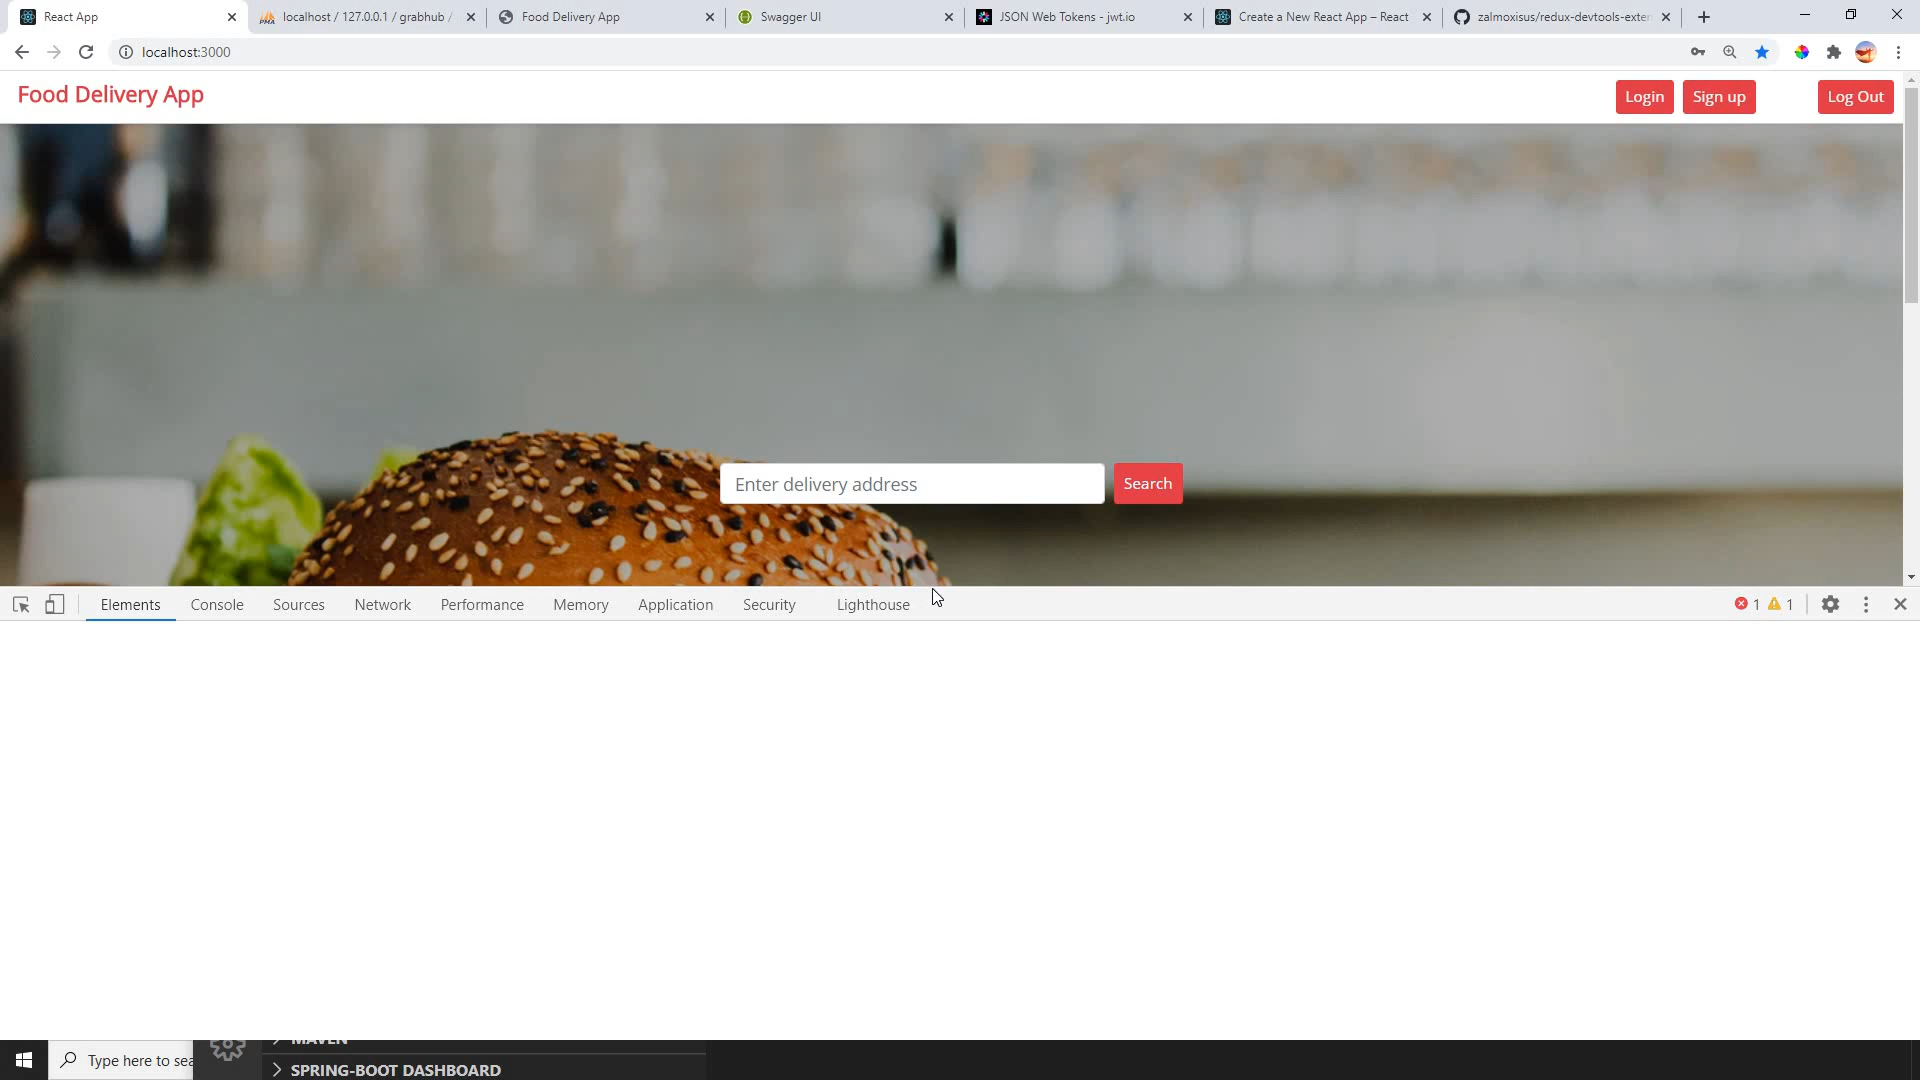 React App
localhost / 127.0.0.1 / grabhub /
Food Delivery App
Swagger UI
JSON Web Tokens - jwt.io
Create a New React App – React
zalmoxisus/redux-devtools-exte
localhost:3000
Food Delivery App
Login
Sign up
Log Out
Enter delivery address
Search
Elements
Console
Sources
Network
Performance
Memory
Application
Security
Lighthouse
1
1
Type here to sea
MAVEN
SPRING-BOOT DASHBOARD